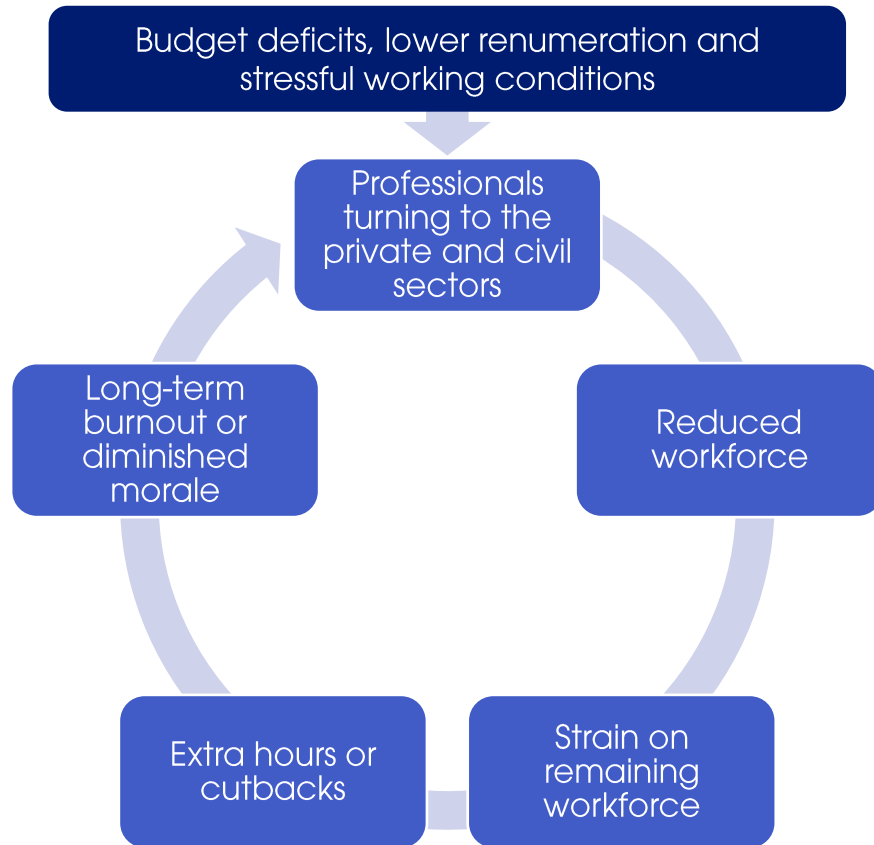 Budget deficits, lower renumeration and
stressful working conditions
Professionals
turning to the
private and civil
sectors
Reduced
workforce
Strain on
remaining
workforce
Extra hours or
cutbacks
Long-term
burnout or
diminished
morale